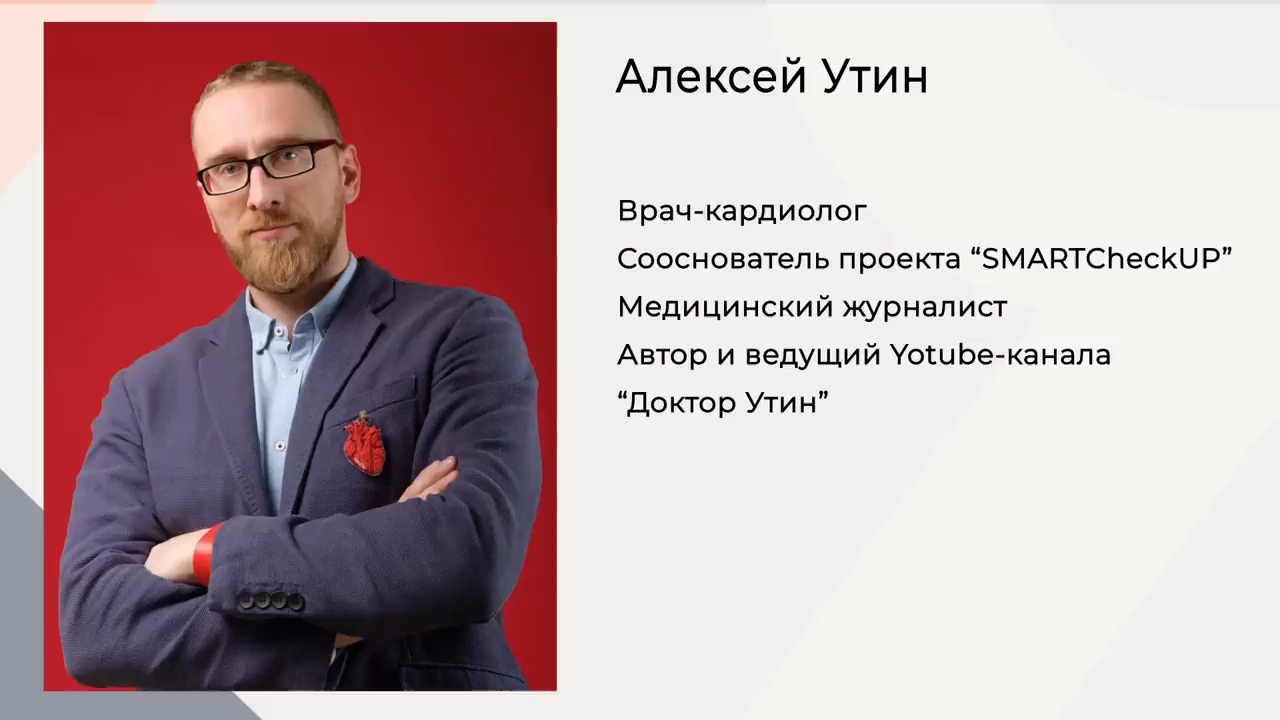 Алексей Утин
Врач-кардиолог
Сооснователь проекта “SMARTCheckUP”
Медицинский журналист
Автор и ведущий Yotube-канала
“Доктор Утин”